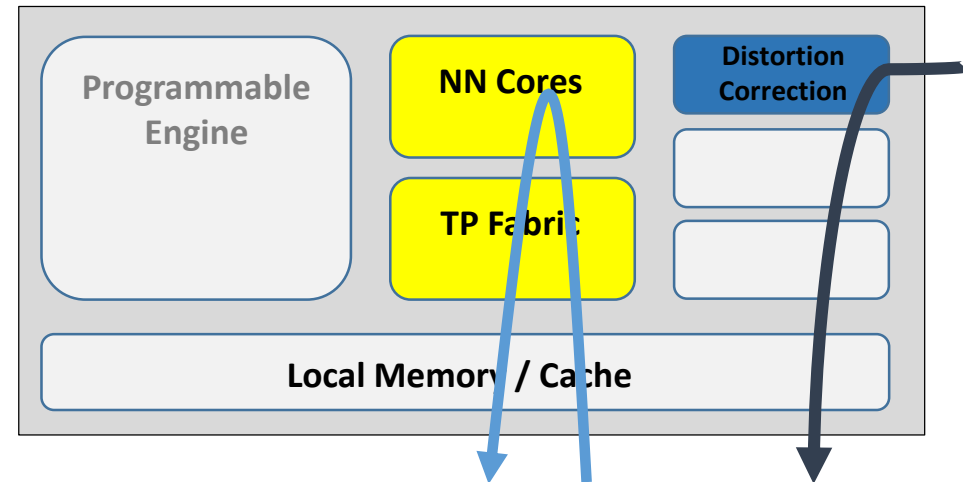 Programmable
Engine
NN Cores
TP Fabric
Distortion
Correction
Local Memory / Cache